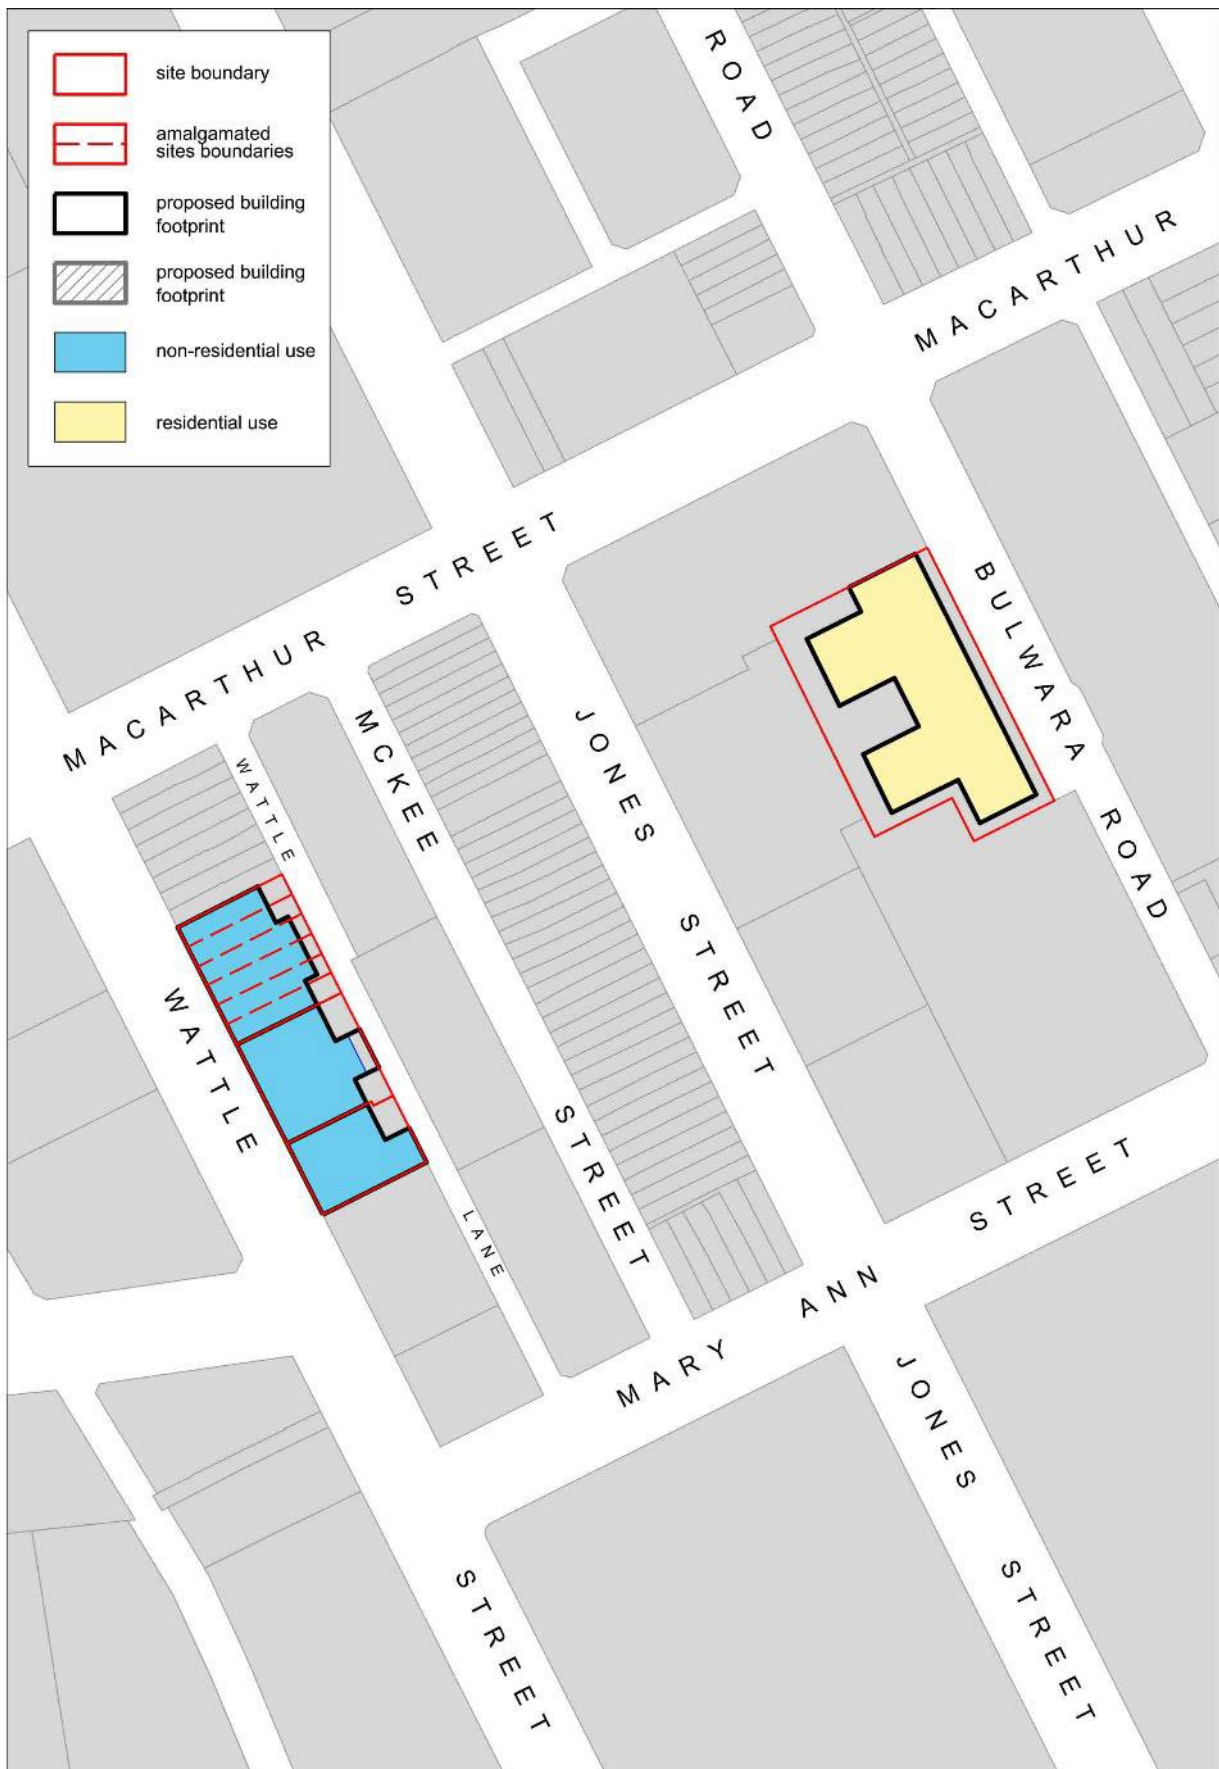 site boundary
amalgamated
sites boundaries
proposed building
footprint
proposed building
footprint
non-residential use
residential use
ROAD
MACARTHUR
MACARTHUR STREET
BULWARA ROAD
WATTLE LANE
MCKEE STREET
JONES STREET
WATTLE STREET
MARY ANN STREET
JONES STREET